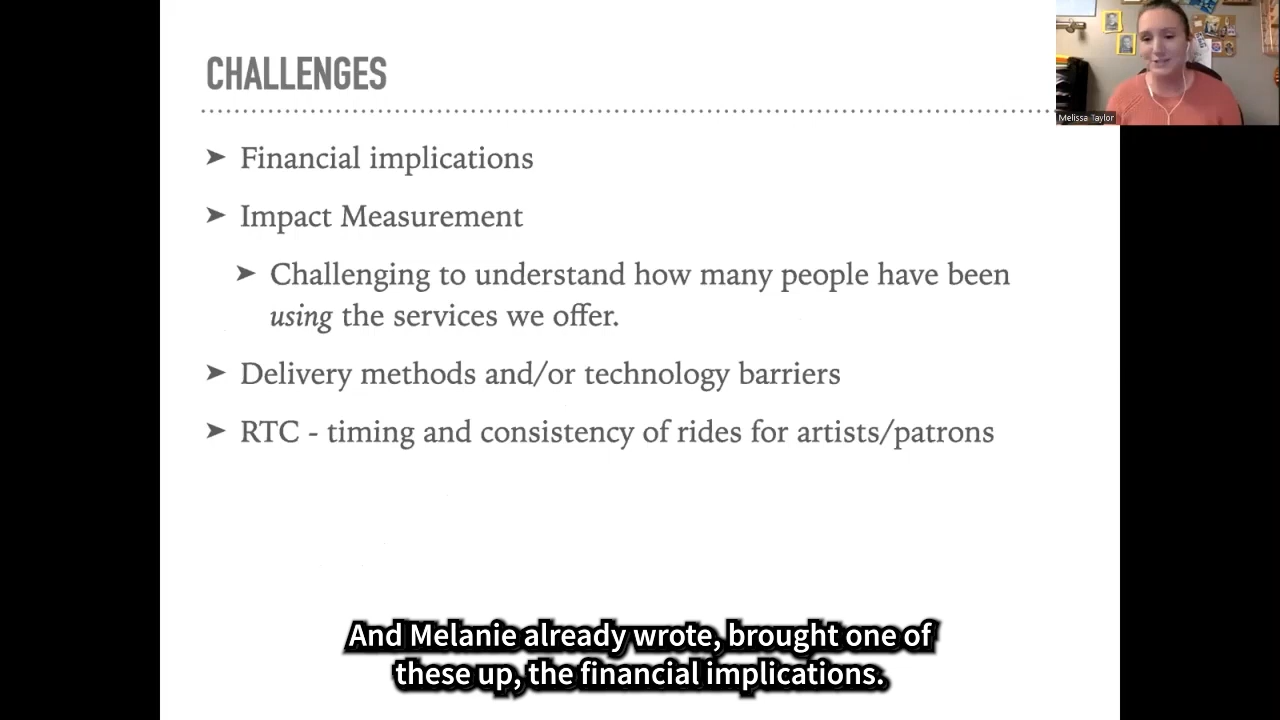 CHALLENGES
➤ Financial implications
➤ Impact Measurement
➤ Challenging to understand how many people have been
using the services we offer.
➤ Delivery methods and/or technology barriers
➤ RTC - timing and consistency of rides for artists/patrons
Melissa Taylor
And Melanie already wrote, brought one of
these up, the financial implications.